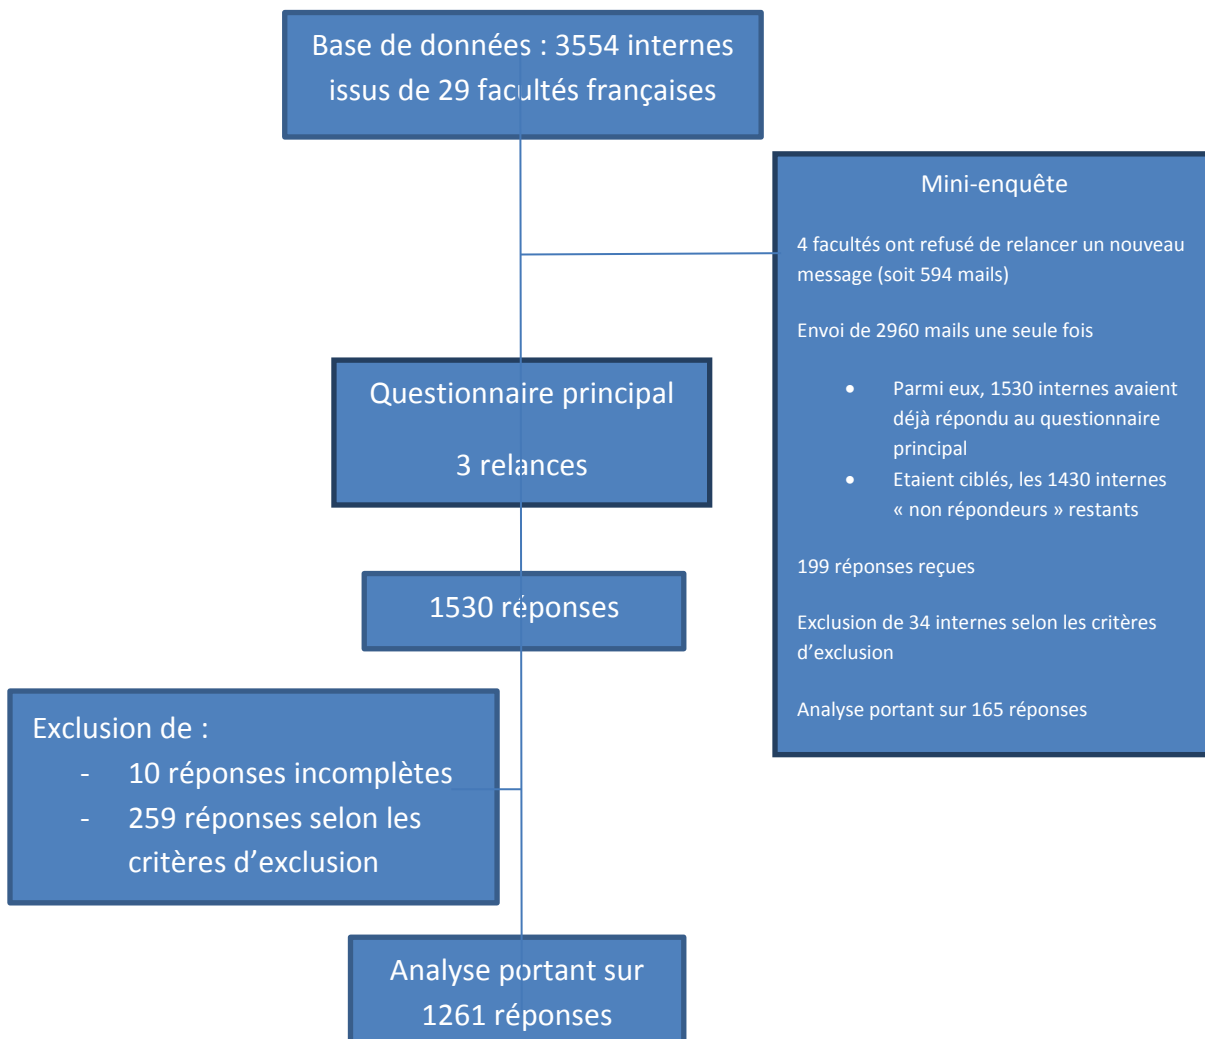 Base de données : 3554 internes
issus de 29 facultés françaises
Mini-enquête
4 facultés ont refusé de relancer un nouveau
message (soit 594 mails)
Envoi de 2960 mails une seule fois
• Parmi eux, 1530 internes avaient
déjà répondu au questionnaire
principal
• Etaient ciblés, les 1430 internes
« non répondeurs » restants
199 réponses reçues
Exclusion de 34 internes selon les critères
d’exclusion
Analyse portant sur 165 réponses
Questionnaire principal
3 relances
1530 réponses
Exclusion de :
- 10 réponses incomplètes
- 259 réponses selon les
critères d’exclusion
Analyse portant sur
1261 réponses